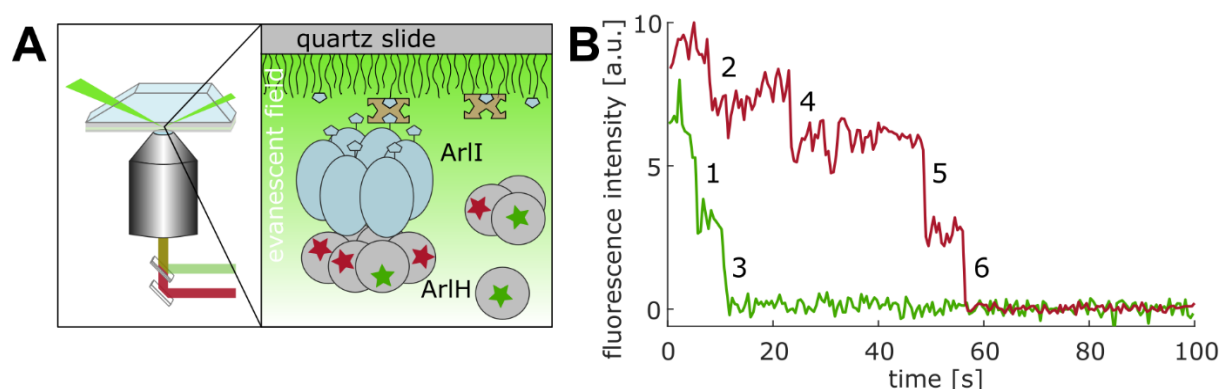 A
quartz slide
evanescent field
ArlI
ArlH
B
fluorescence intensity [a.u.]
10
5
0
2
4
1
5
3
6
0
20
40
60
80
100
time [s]